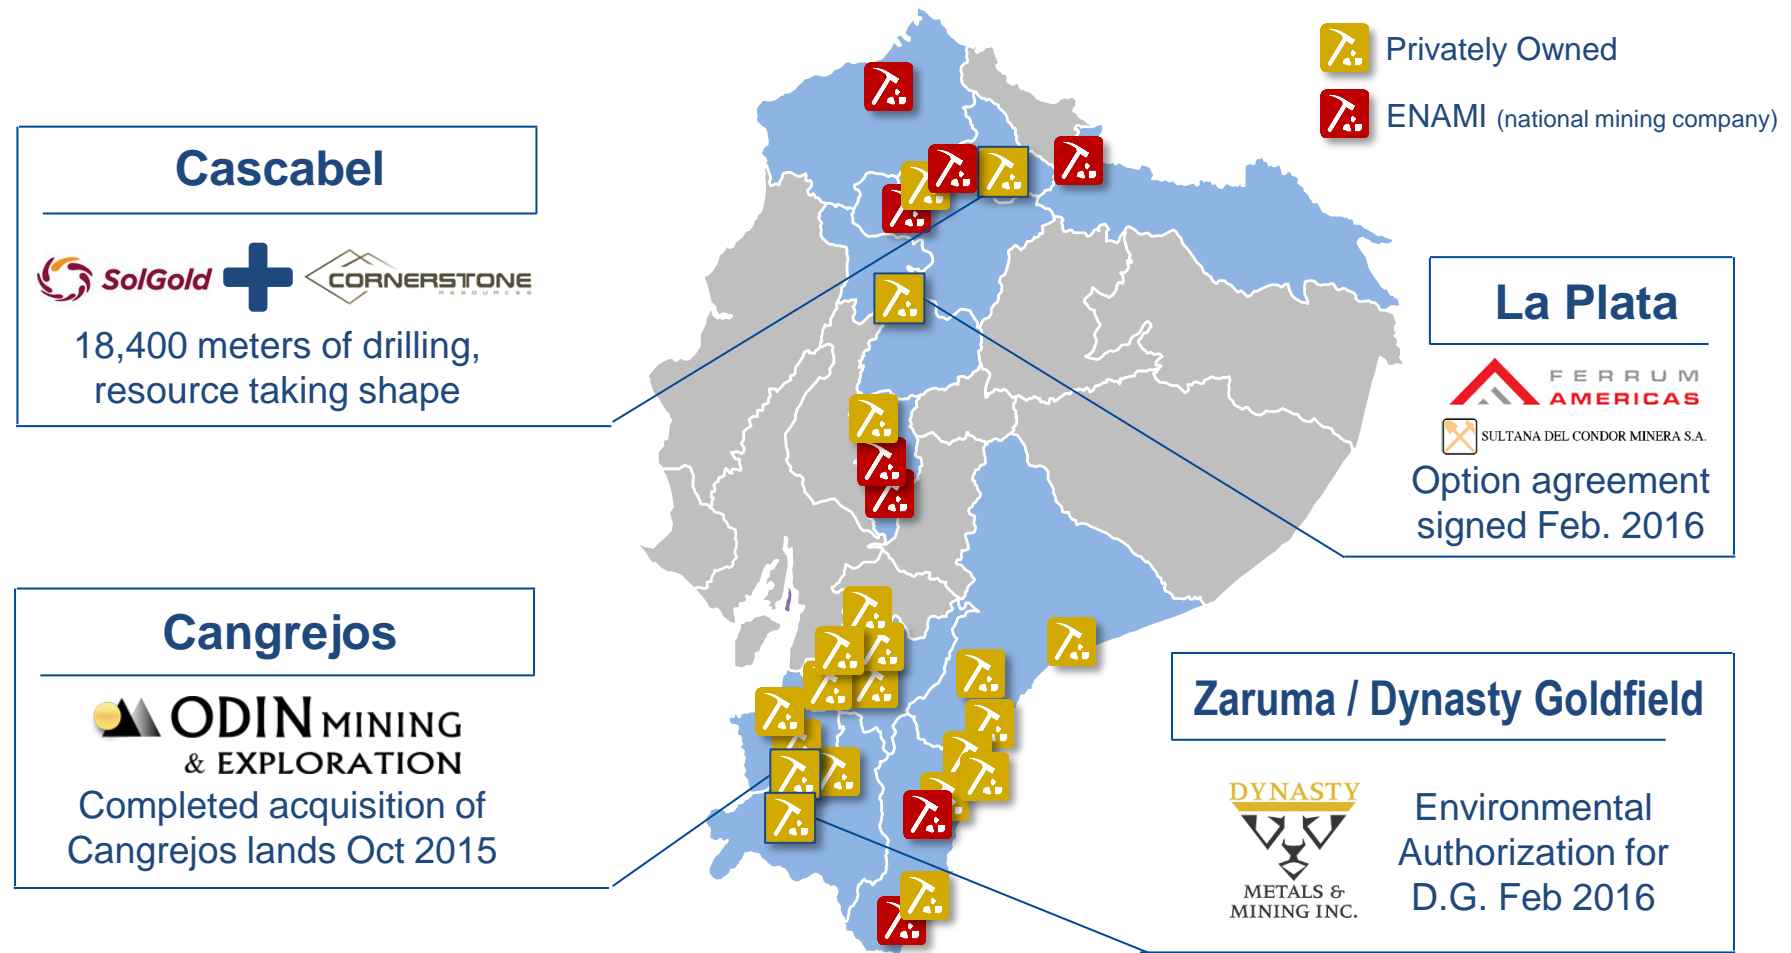 Privately Owned
ENAMI (national mining company)
Cascabel
SolGold
CORNERSTONE
RESOURCES
18,400 meters of drilling,
resource taking shape
La Plata
FERRUM
AMERICAS
SULTANA DEL CONDOR MINERA S.A.
Option agreement
signed Feb. 2016
Cangrejos
ODIN MINING
& EXPLORATION
Completed acquisition of
Cangrejos lands Oct 2015
Zaruma / Dynasty Goldfield
DYNASTY
METALS &
MINING INC.
Environmental
Authorization for
D.G. Feb 2016